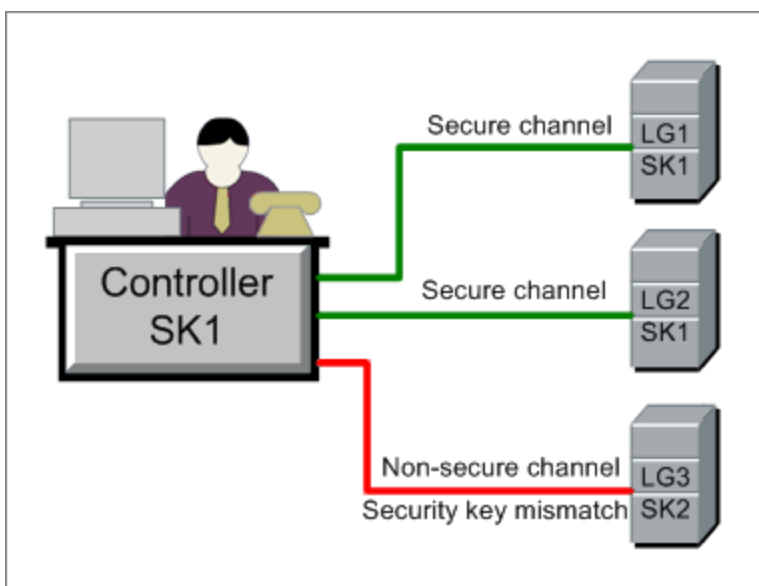 Secure channel
LG1
SK1
Controller
SK1
Secure channel
LG2
SK1
Non-secure channel
Security key mismatch
LG3
SK2